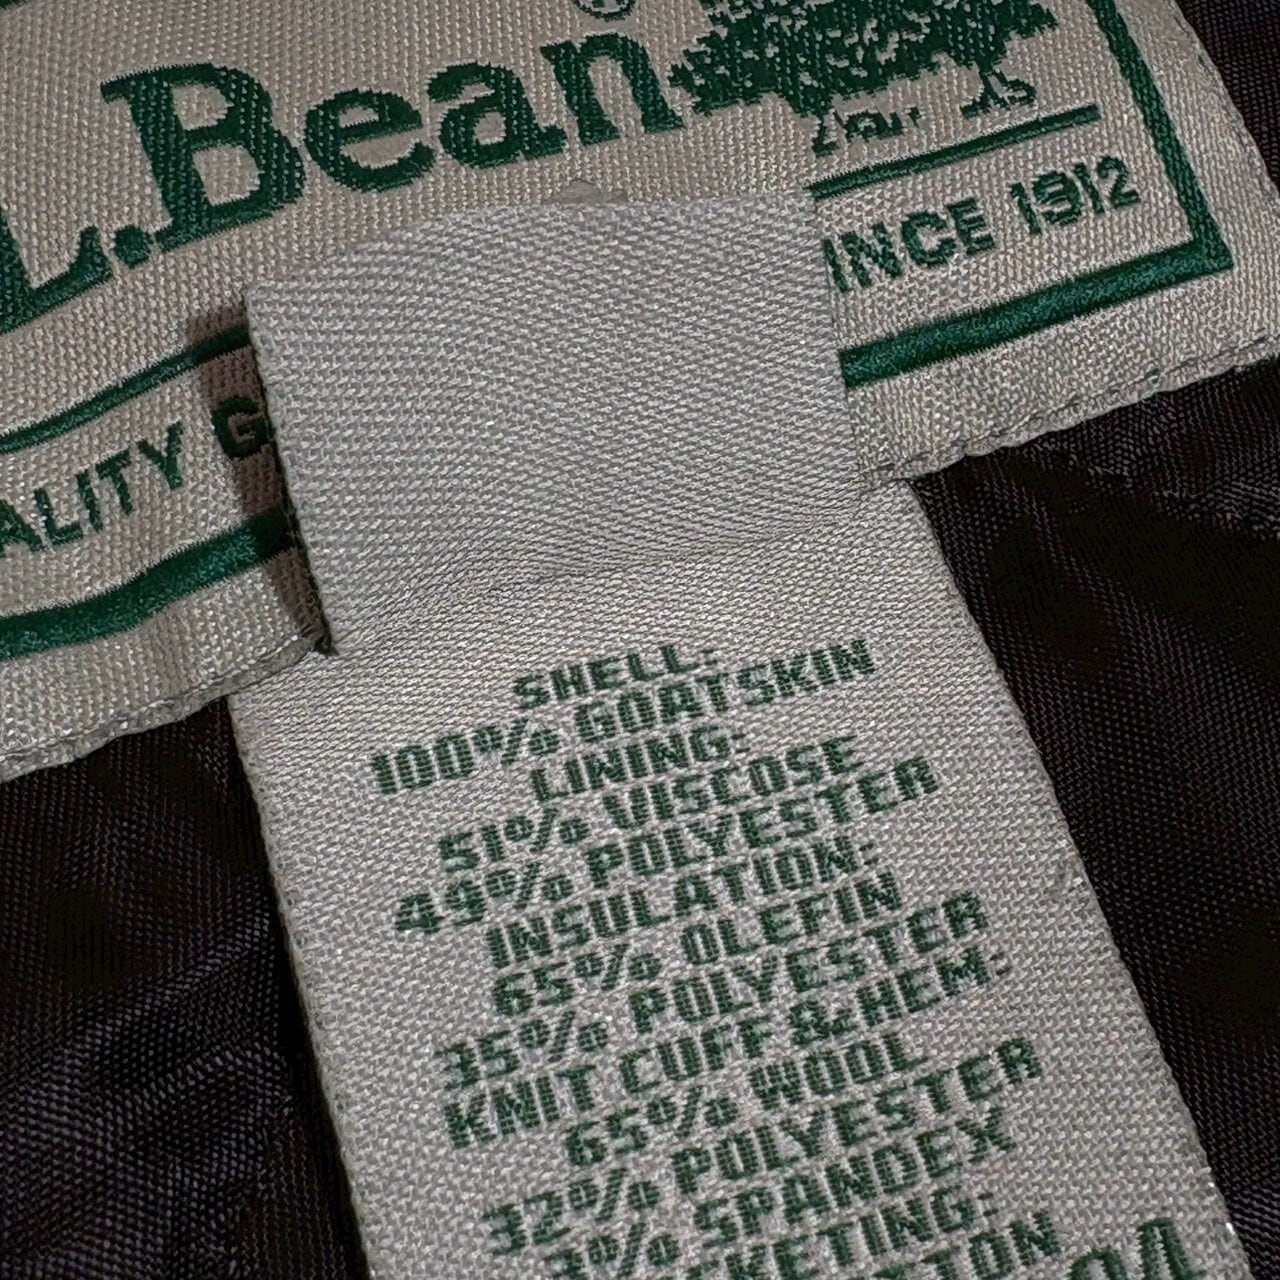 L.Bean
®
SINCE 1912
ALITY
SHELL:
100% GOATSKIN
LINING:
51% VISCOSE
49% POLYESTER
INSULATION:
65% OLEFIN
35% POLYESTER
KNIT CUFF &HEM:
65% WOOL
32% POLYESTER
3% SPANDEX
KETING: